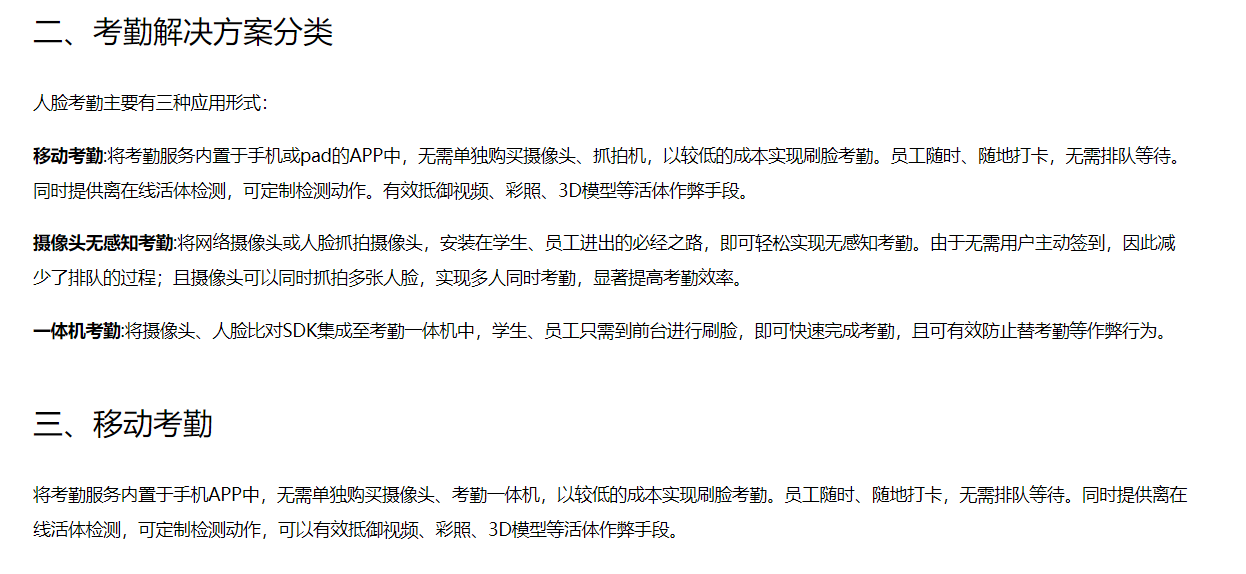 二、考勤解决方案分类
人脸考勤主要有三种应用形式：
移动考勤:将考勤服务内置于手机或pad的APP中，无需单独购买摄像头、抓拍机，以较低的成本实现刷脸考勤。员工随时、随地打卡，无需排队等待。
同时提供离在线活体检测，可定制检测动作。有效抵御视频、彩照、3D模型等活体作弊手段。
摄像头无感知考勤:将网络摄像头或人脸抓拍摄像头，安装在学生、员工进出的必经之路，即可轻松实现无感知考勤。由于无需用户主动签到，因此减
少了排队的过程；且摄像头可以同时抓拍多张人脸，实现多人同时考勤，显著提高考勤效率。
一体机考勤:将摄像头、人脸比对SDK集成至考勤一体机中，学生、员工只需到前台进行刷脸，即可快速完成考勤，且可有效防止替考勤等作弊行为。
三、移动考勤
将考勤服务内置于手机APP中，无需单独购买摄像头、考勤一体机，以较低的成本实现刷脸考勤。员工随时、随地打卡，无需排队等待。同时提供离在
线活体检测，可定制检测动作，可以有效抵御视频、彩照、3D模型等活体作弊手段。